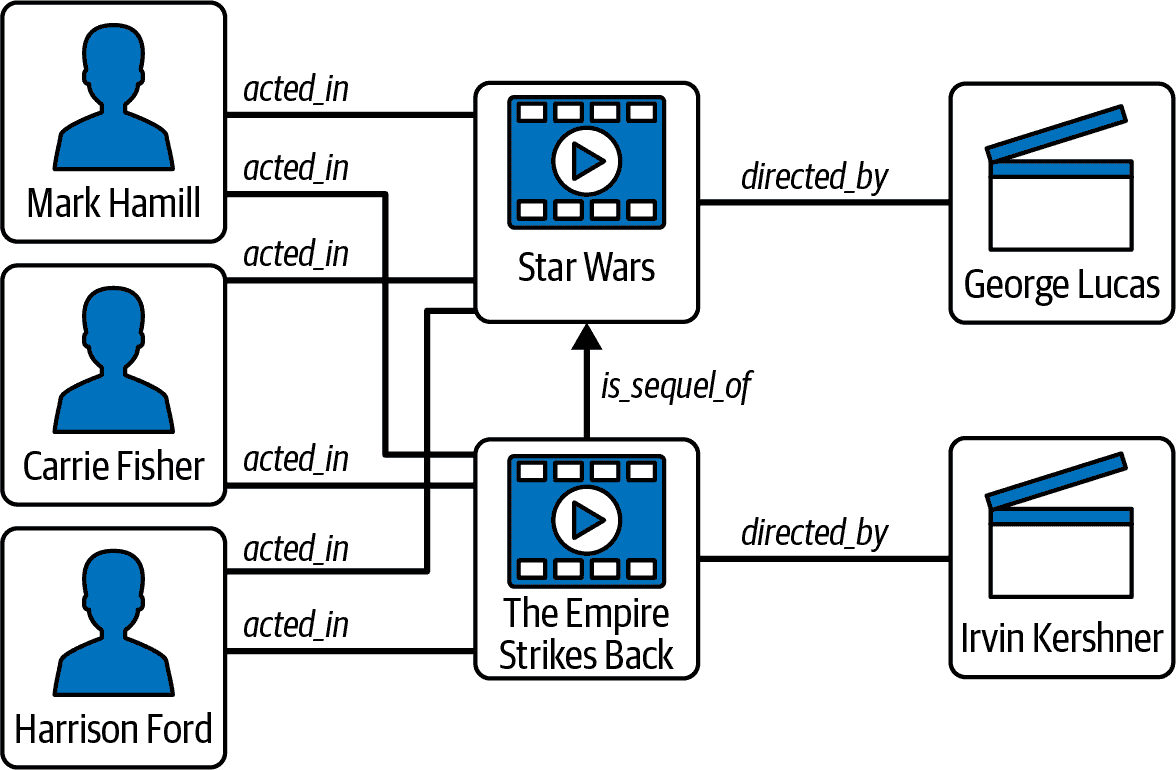 acted_in
Mark Hamill
acted_in
acted_in
Carrie Fisher
acted_in
acted_in
Harrison Ford
acted_in
Star Wars
is_sequel_of
The Empire
Strikes Back
directed_by
George Lucas
directed_by
Irvin Kershner